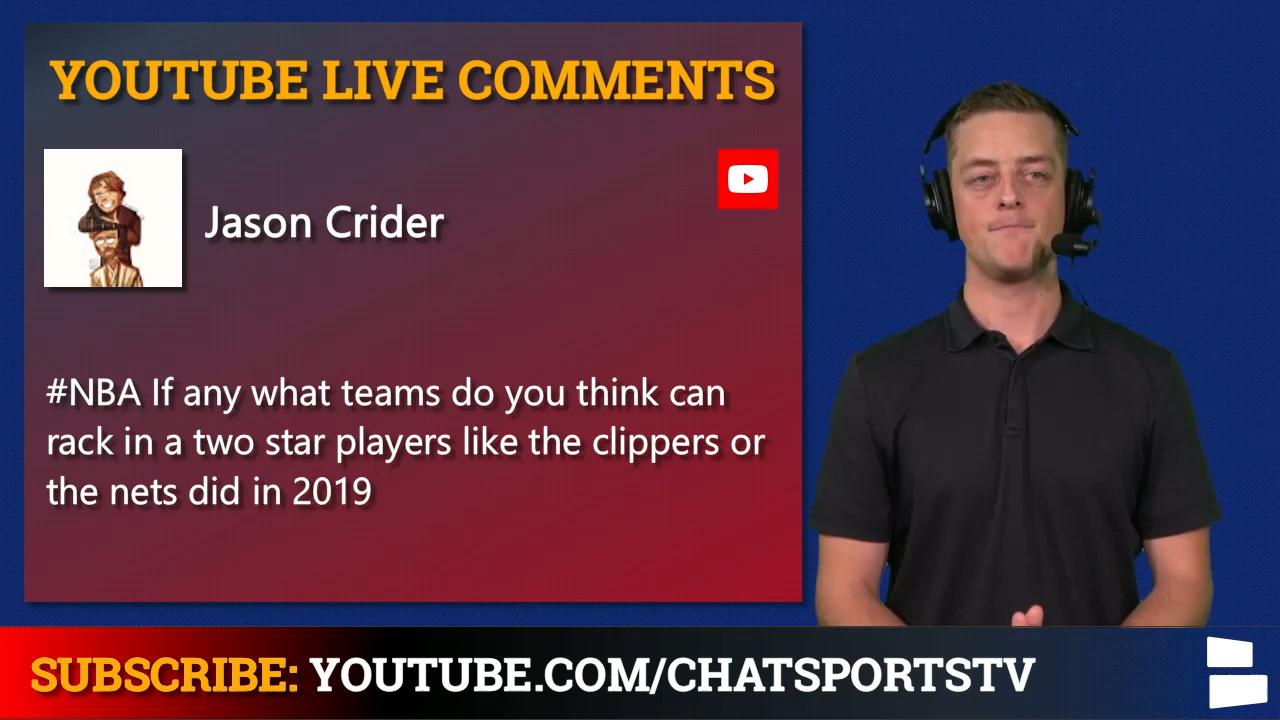 YOUTUBE LIVE COMMENTS
Jason Crider
#NBA If any what teams do you think can
rack in a two star players like the clippers or
the nets did in 2019
SUBSCRIBE: YOUTUBE.COM/CHATSPORTSTV